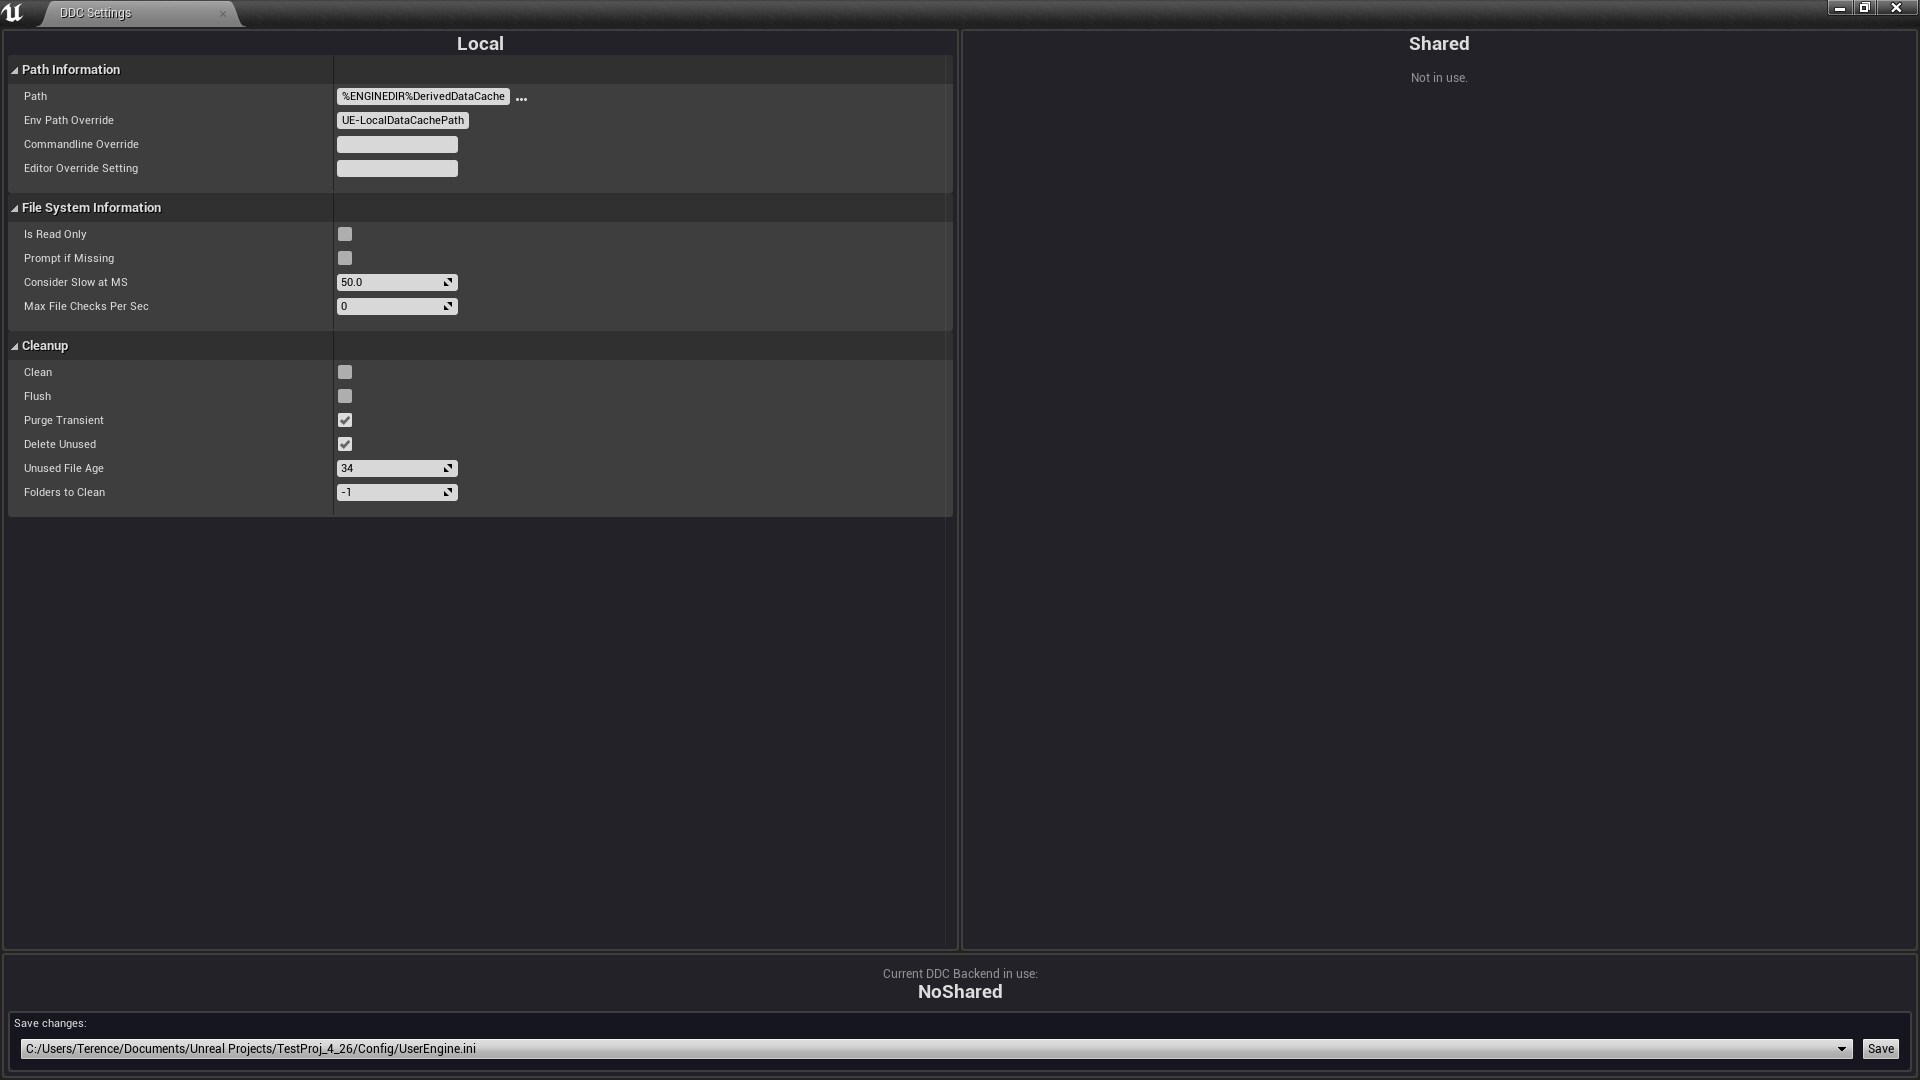 DDC Settings
Local
Path Information
Path %ENGINEDIR%DerivedDataCache ...
Env Path Override UE-LocalDataCachePath
Commandline Override
Editor Override Setting
File System Information
Is Read Only
Prompt if Missing
Consider Slow at MS 50.0
Max File Checks Per Sec 0
Cleanup
Clean
Flush
Purge Transient
Delete Unused
Unused File Age 34
Folders to Clean -1
Shared
Not in use.
Current DDC Backend in use:
NoShared
Save changes:
C:/Users/Terence/Documents/Unreal Projects/TestProj_4_26/Config/UserEngine.ini Save